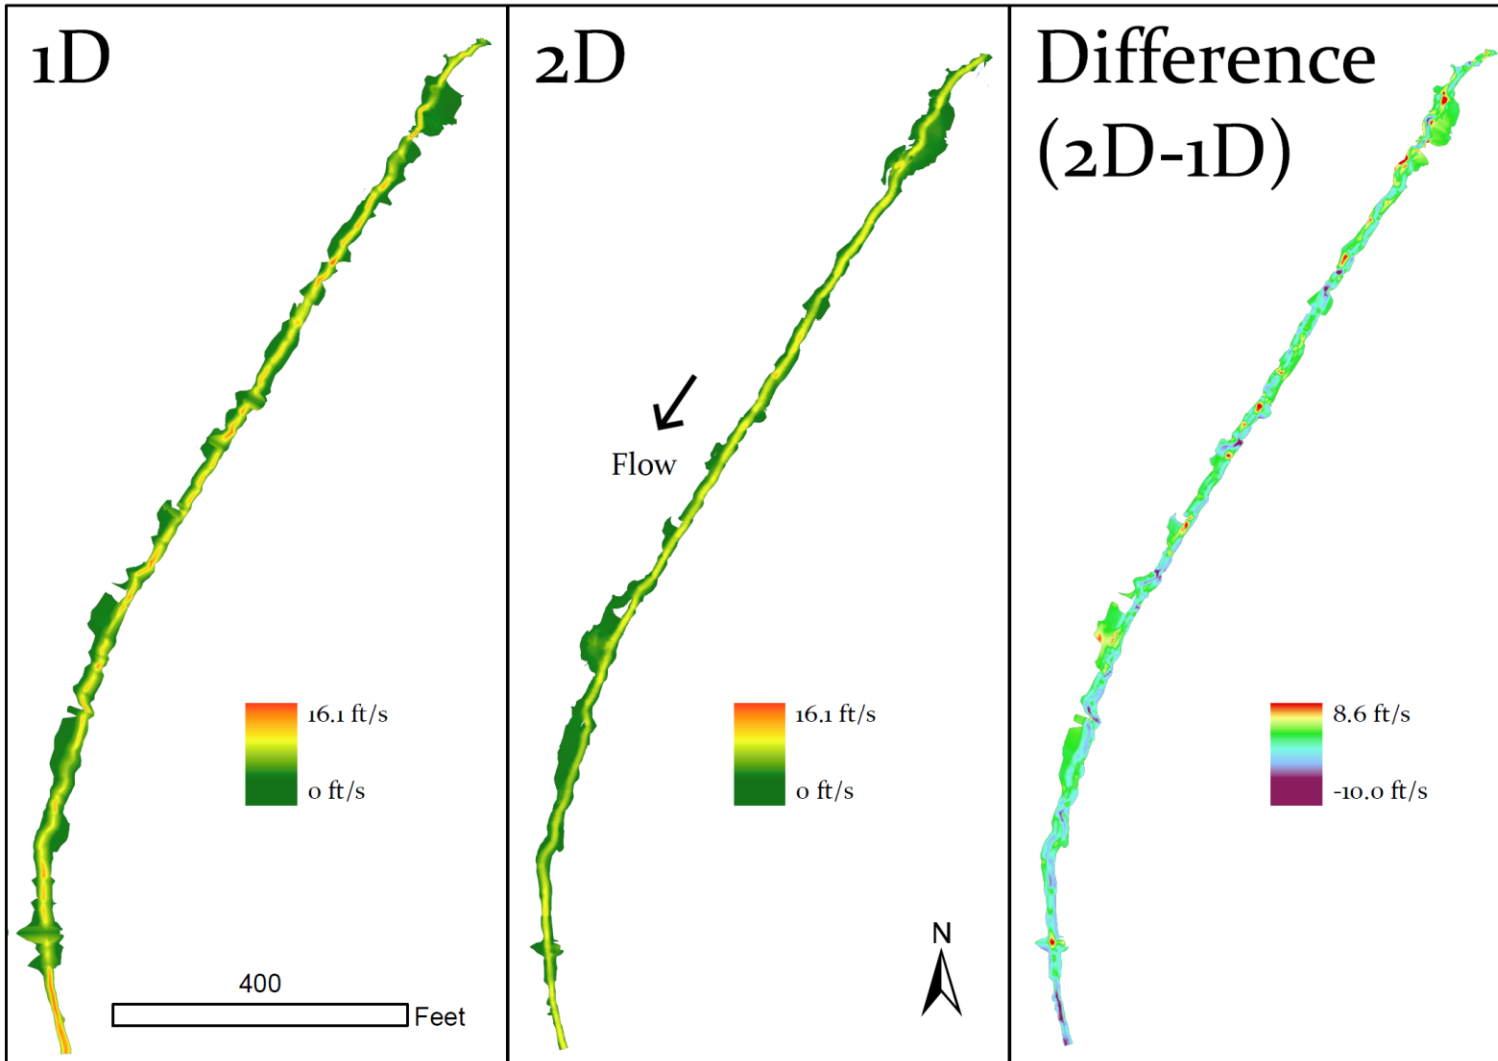 1D
16.1 ft/s
0 ft/s
400
Feet
2D
Flow
16.1 ft/s
0 ft/s
N
Difference
(2D-1D)
8.6 ft/s
-10.0 ft/s